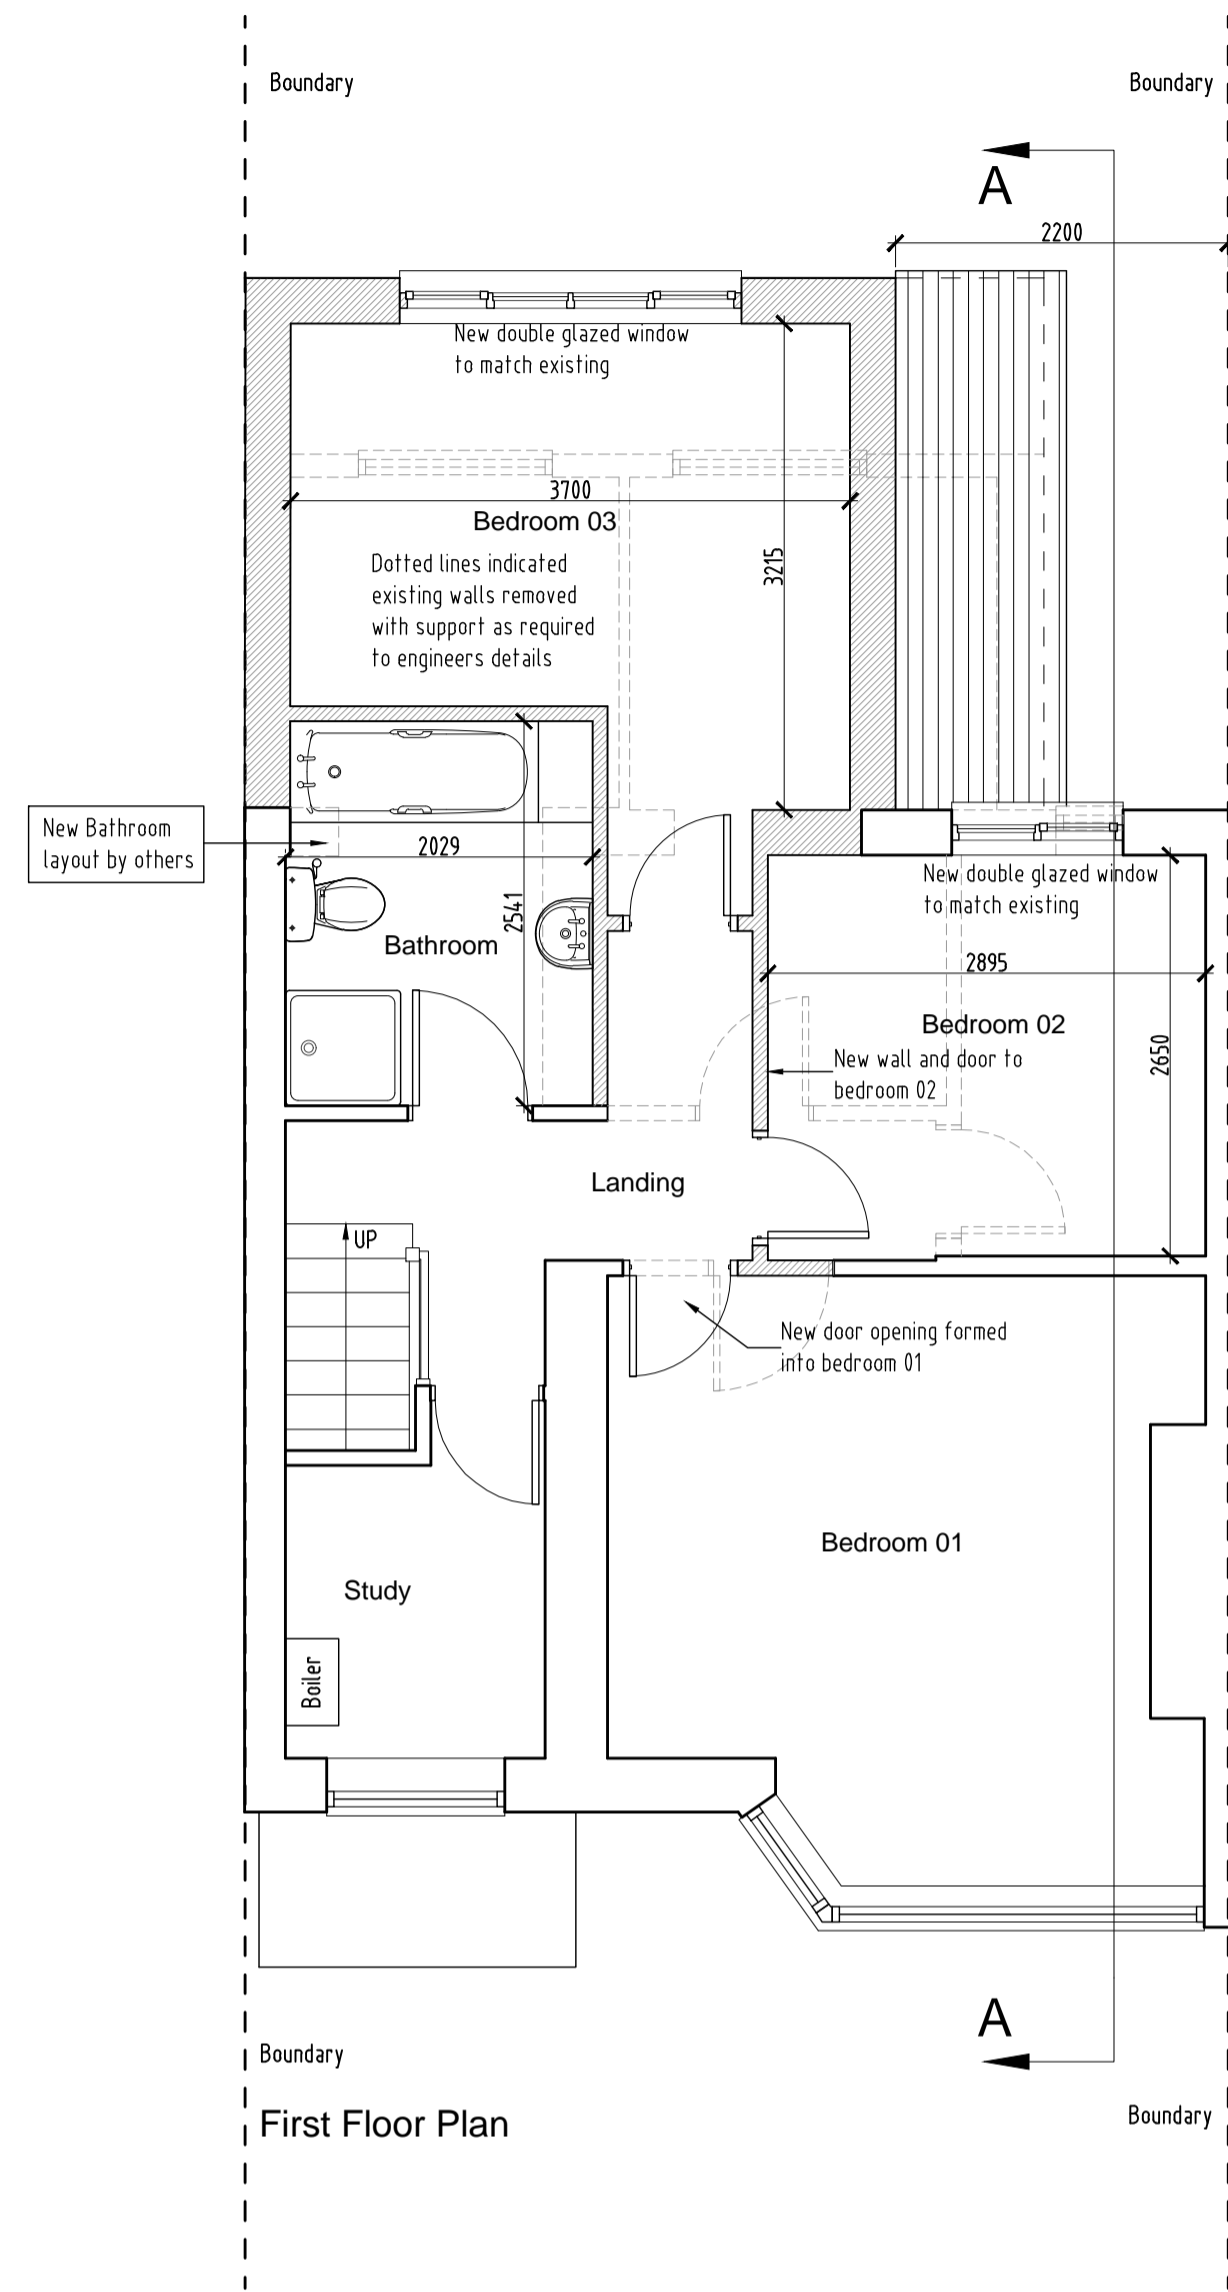 Boundary
Boundary
A
2200
New double glazed window
to match existing
3700
Bedroom 03
Dotted lines indicated
existing walls removed
with support as required
to engineers details
3215
New Bathroom
layout by others
2029
2541
Bathroom
New double glazed window
to match existing
2895
Bedroom 02
2650
New wall and door to
bedroom 02
Landing
UP
New door opening formed
into bedroom 01
Bedroom 01
Study
Boiler
A
Boundary
First Floor Plan
Boundary